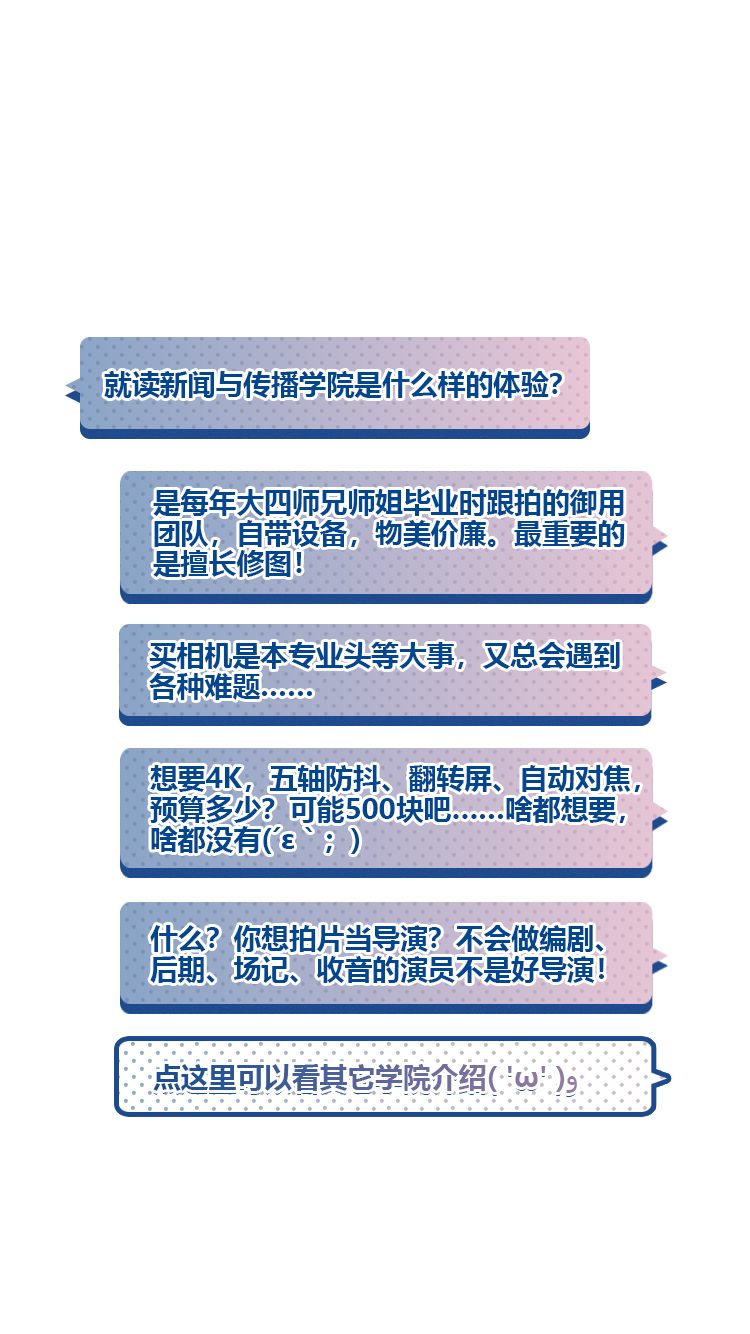 就读新闻与传播学院是什么样的体验？
是每年大四师兄师姐毕业时跟拍的御用
团队，自带设备，物美价廉。最重要的
是擅长修图！
买相机是本专业头等大事，又总会遇到
各种难题……
想要4K，五轴防抖、翻转屏、自动对焦，
预算多少？可能500块吧……啥都想要，
啥都没有(´ε｀；)
什么？你想拍片当导演？不会做编剧、
后期、场记、收音的演员不是好导演！
点这里可以看其它学院介绍( 'ω' )و